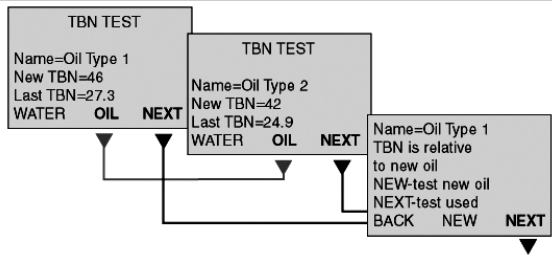 TBN TEST
Name=Oil Type 1
New TBN=46
Last TBN=27.3
WATER OIL NEXT
TBN TEST
Name=Oil Type 2
New TBN=42
Last TBN=24.9
WATER OIL NEXT
Name=Oil Type 1
TBN is relative
to new oil
NEW-test new oil
NEXT-test used
BACK NEW NEXT